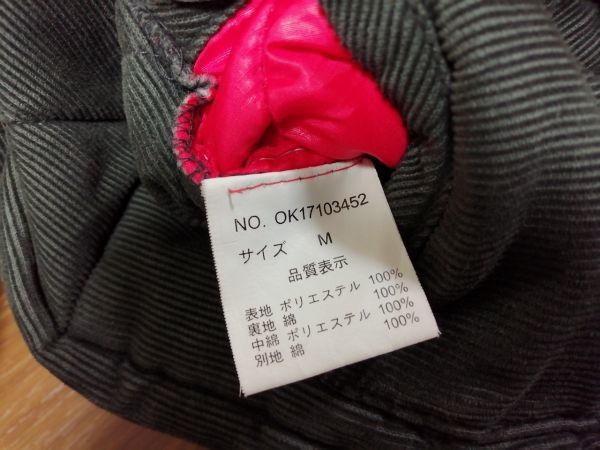 NO. OK17103452
サイズ M
品質表示
表地 ポリエステル 100%
裏地 綿 100%
中綿 ポリエステル 100%
別地 綿 100%